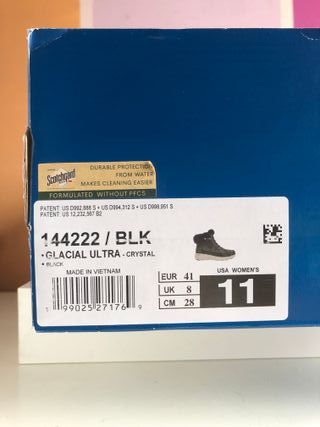 Scotchgard
DURABLE PROTECTION
FROM WATER
MAKES CLEANING EASIER
FORMULATED WITHOUT PFCS
PATENT: US D992,888 S + US D994,312 S + US D998,951 S
PATENT: US 12,232,567 B2
144222 / BLK
• GLACIAL ULTRA - CRYSTAL
• BLACK
MADE IN VIETNAM
1 99025 27176 9
EUR 41
UK 8
CM 28
USA WOMEN'S
11